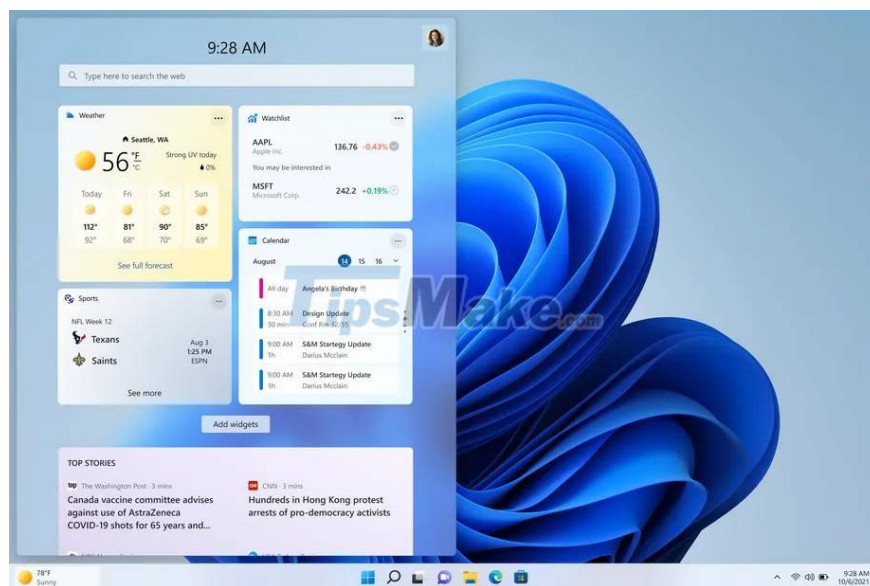 9:28 AM
Type here to search the web
Weather
Seattle, WA
56 °F
°C
Strong UV today
0%
Today Fri Sat Sun
112° 81° 90° 85°
92° 68° 70° 69°
See full forecast
Watchlist
AAPL
Apple Inc.
136.76 -0.43%
You may be interested in
MSFT
Microsoft Corp.
242.2 +0.19%
Calendar
August 14 15 16
All day Angela's Birthday
8:30 AM Design Update
30 min Conf Rm 32/35
9:00 AM S&M Startegy Update
1h Darius Mcclain
9:00 AM S&M Startegy Update
1h Darius Mcclain
TipsMake.com
Sports
NFL Week 12
Texans
Saints
Aug 3
1:25 PM
ESPN
See more
Add widgets
TOP STORIES
The Washington Post · 3 mins
Canada vaccine committee advises
against use of AstraZeneca
COVID-19 shots for 65 years and...
CNN · 3 mins
Hundreds in Hong Kong protest
arrests of pro-democracy activists
78°F
Sunny
9:28 AM
10/6/2021